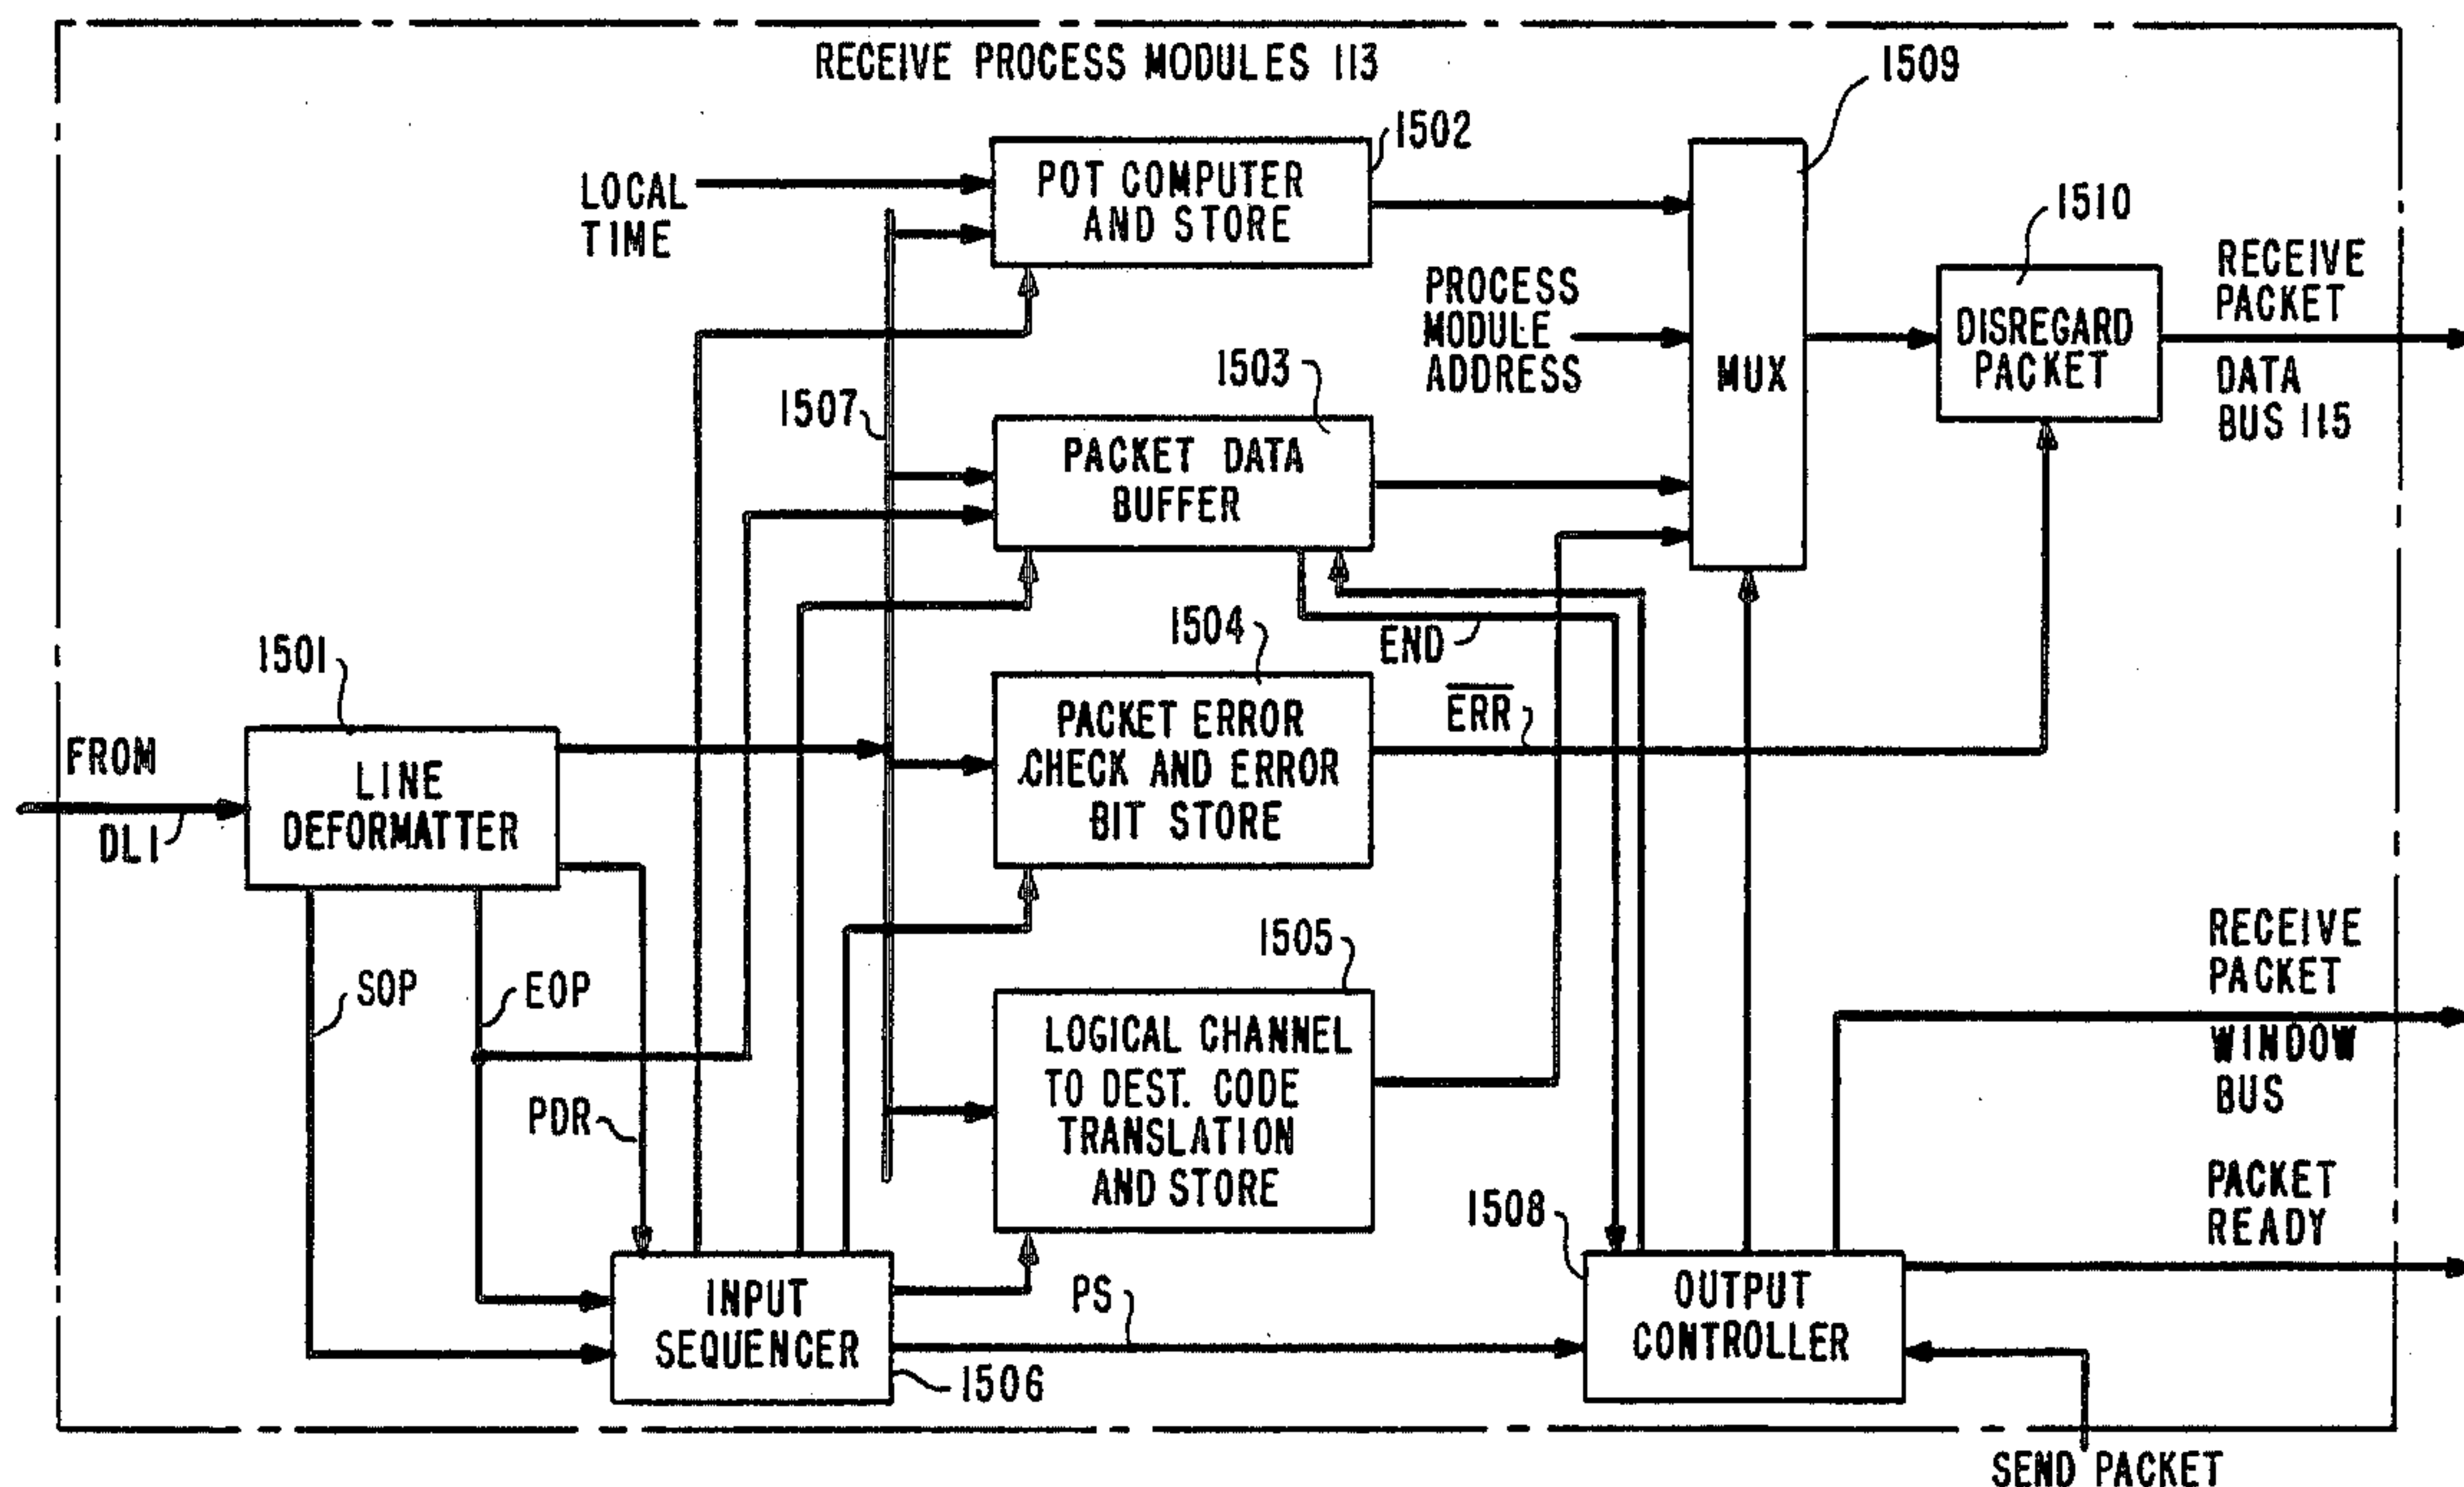 RECEIVE PROCESS MODULES 113
1509
1502
LOCAL
TIME
POT COMPUTER
AND STORE
1510
PROCESS
MODULE
ADDRESS
MUX
DISREGARD
PACKET
RECEIVE
PACKET
DATA
BUS 115
1503
1507
PACKET DATA
BUFFER
END
1504
1501
FROM
DLI
LINE
DEFORMATTER
PACKET ERROR
CHECK AND ERROR
BIT STORE
ERR
SOP
EOP
PDR
1505
LOGICAL CHANNEL
TO DEST. CODE
TRANSLATION
AND STORE
RECEIVE
PACKET
WINDOW
BUS
PACKET
READY
1508
INPUT
SEQUENCER
1506
PS
OUTPUT
CONTROLLER
SEND PACKET